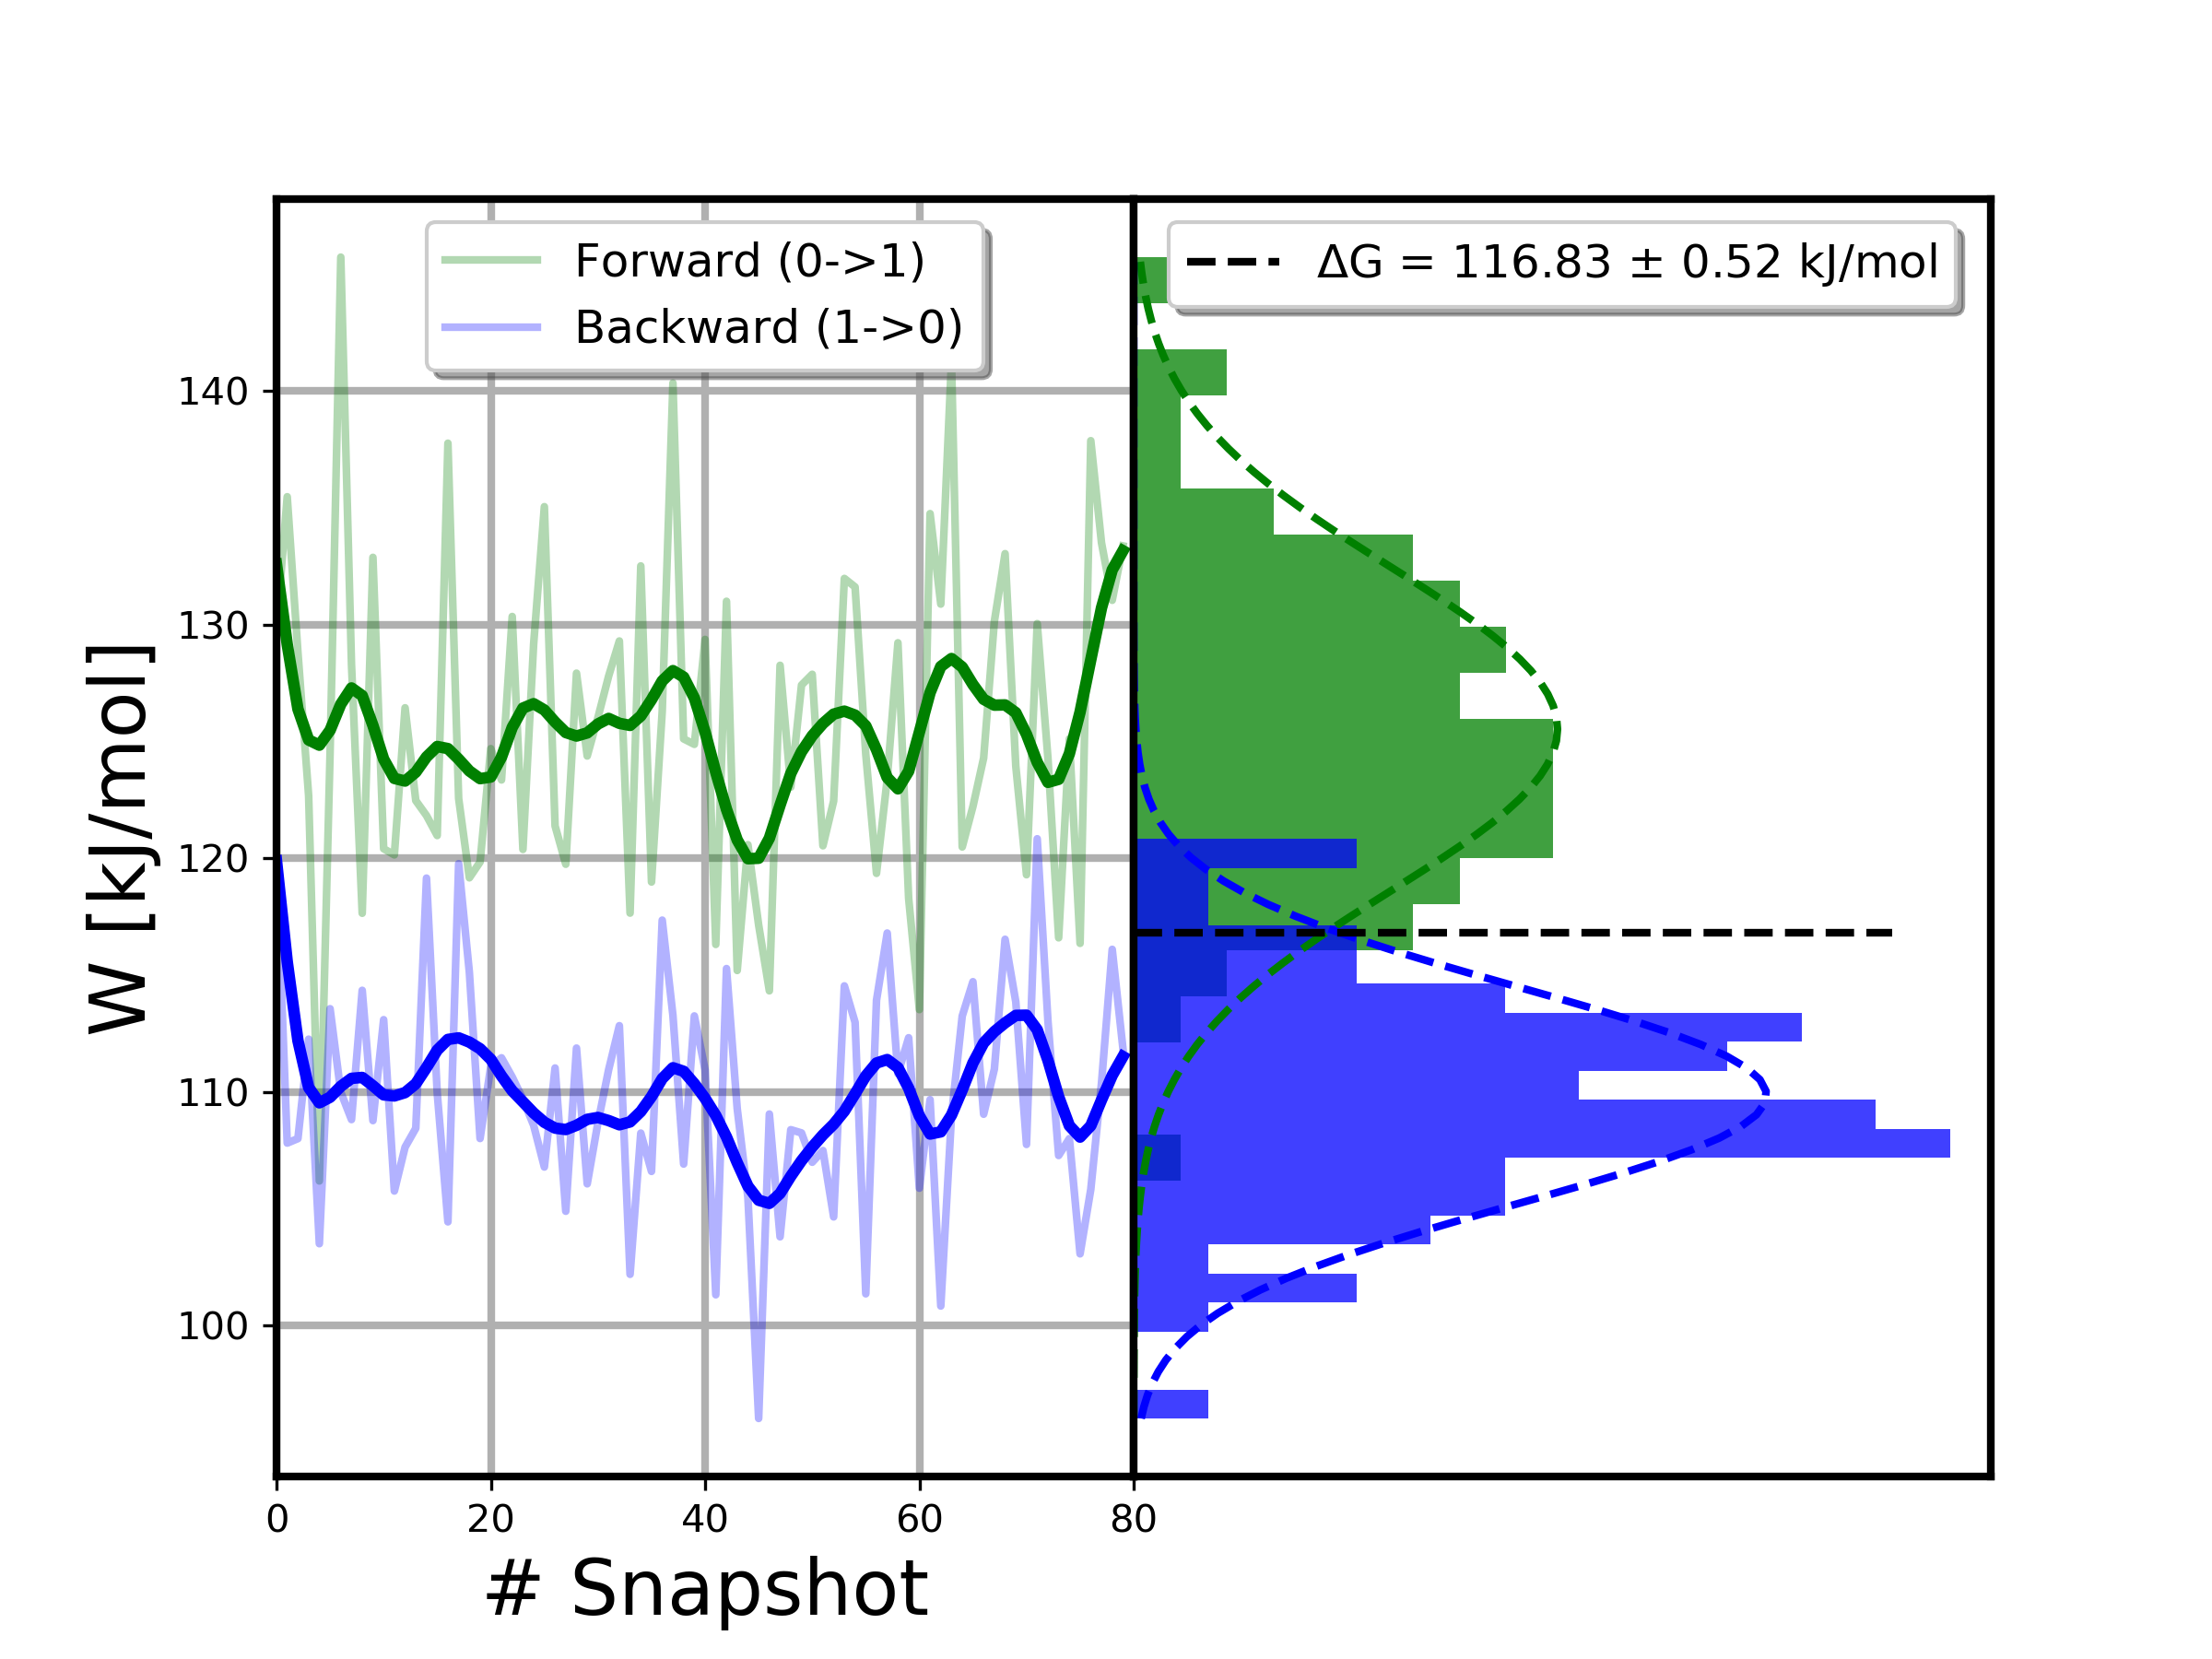 Forward (0->1)
Backward (1->0)
ΔG = 116.83 ± 0.52 kJ/mol
140
130
120
110
100
W [kJ/mol]
0 20 40 60 80
# Snapshot